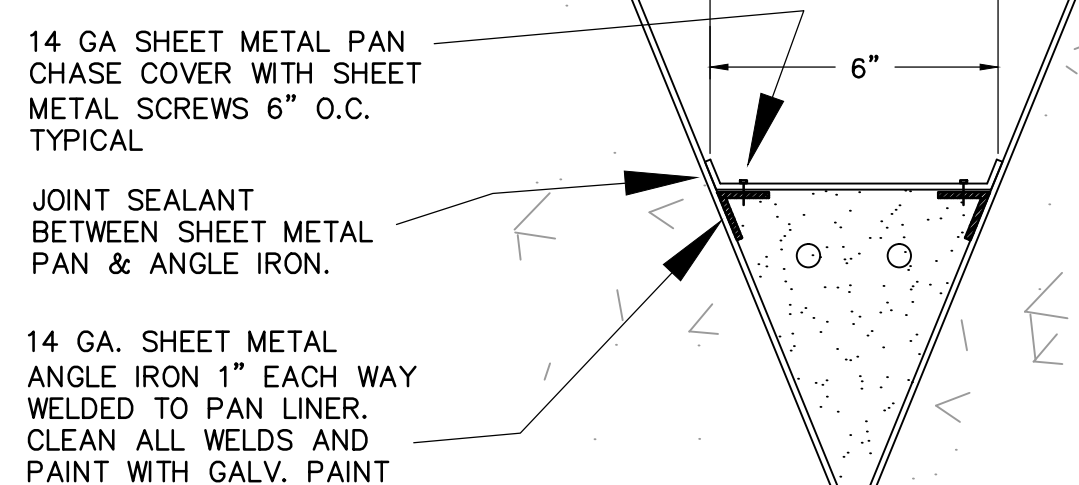 14 GA SHEET METAL PAN
CHASE COVER WITH SHEET
METAL SCREWS 6" O.C.
TYPICAL
6"
JOINT SEALANT
BETWEEN SHEET METAL
PAN & ANGLE IRON.
14 GA. SHEET METAL
ANGLE IRON 1" EACH WAY
WELDED TO PAN LINER.
CLEAN ALL WELDS AND
PAINT WITH GALV. PAINT